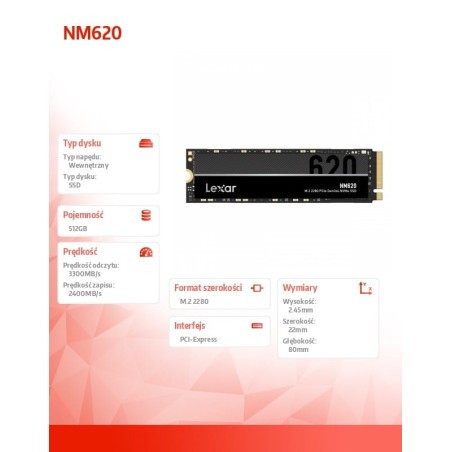 NM620
Typ dysku
Typ napędu:
Wewnętrzny
Typ dysku:
SSD
Pojemność
512GB
Prędkość
Prędkość odczytu:
3300MB/s
Prędkość zapisu:
2400MB/s
620
Lexar
NM620
M.2 2280 PCIe Gen3x4 NVMe SSD
Format szerokości
M.2 2280
Interfejs
PCI-Express
Wymiary
Wysokość:
2.45mm
Szerokość:
22mm
Głębokość:
80mm
Y
X